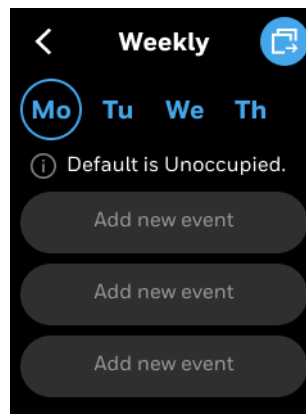 Weekly
Mo Tu We Th
Default is Unoccupied.
Add new event
Add new event
Add new event